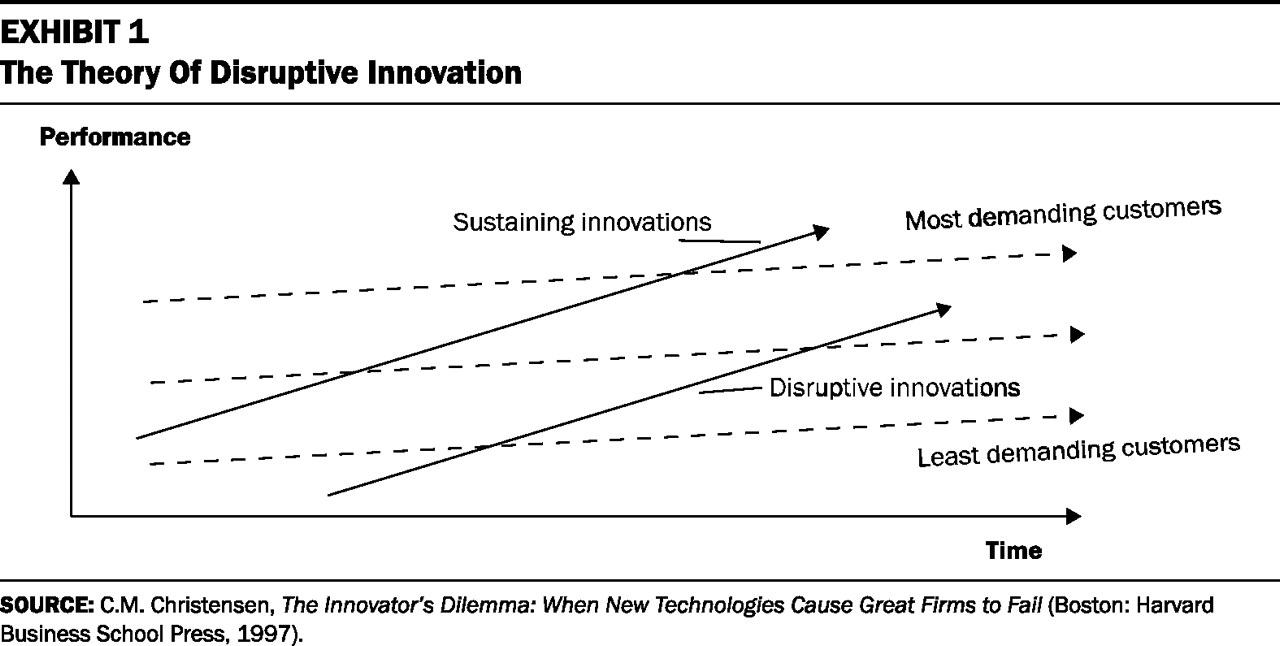 EXHIBIT 1
The Theory Of Disruptive Innovation
Performance
Sustaining innovations
Most demanding customers
Disruptive innovations
Least demanding customers
Time
SOURCE: C.M. Christensen, The Innovator's Dilemma: When New Technologies Cause Great Firms to Fail (Boston: Harvard
Business School Press, 1997).